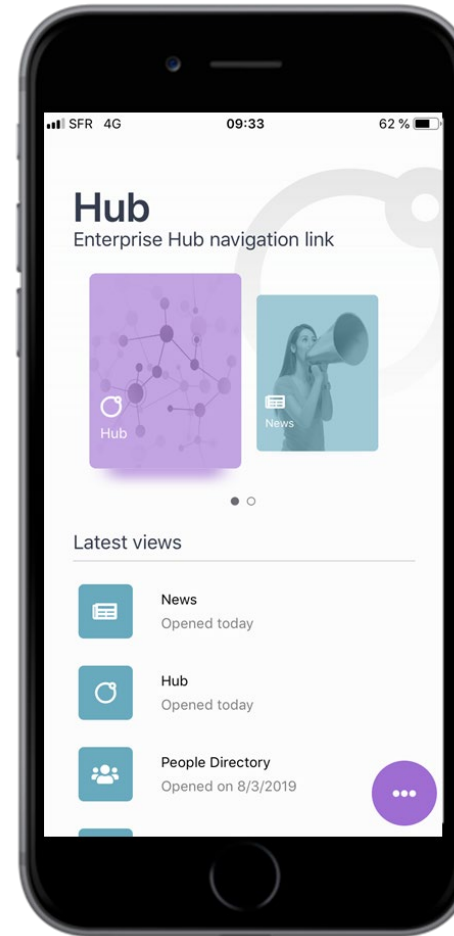 SFR 4G 09:33 62 %
Hub
Enterprise Hub navigation link
Hub
News
Latest views
News
Opened today
Hub
Opened today
People Directory
Opened on 8/3/2019